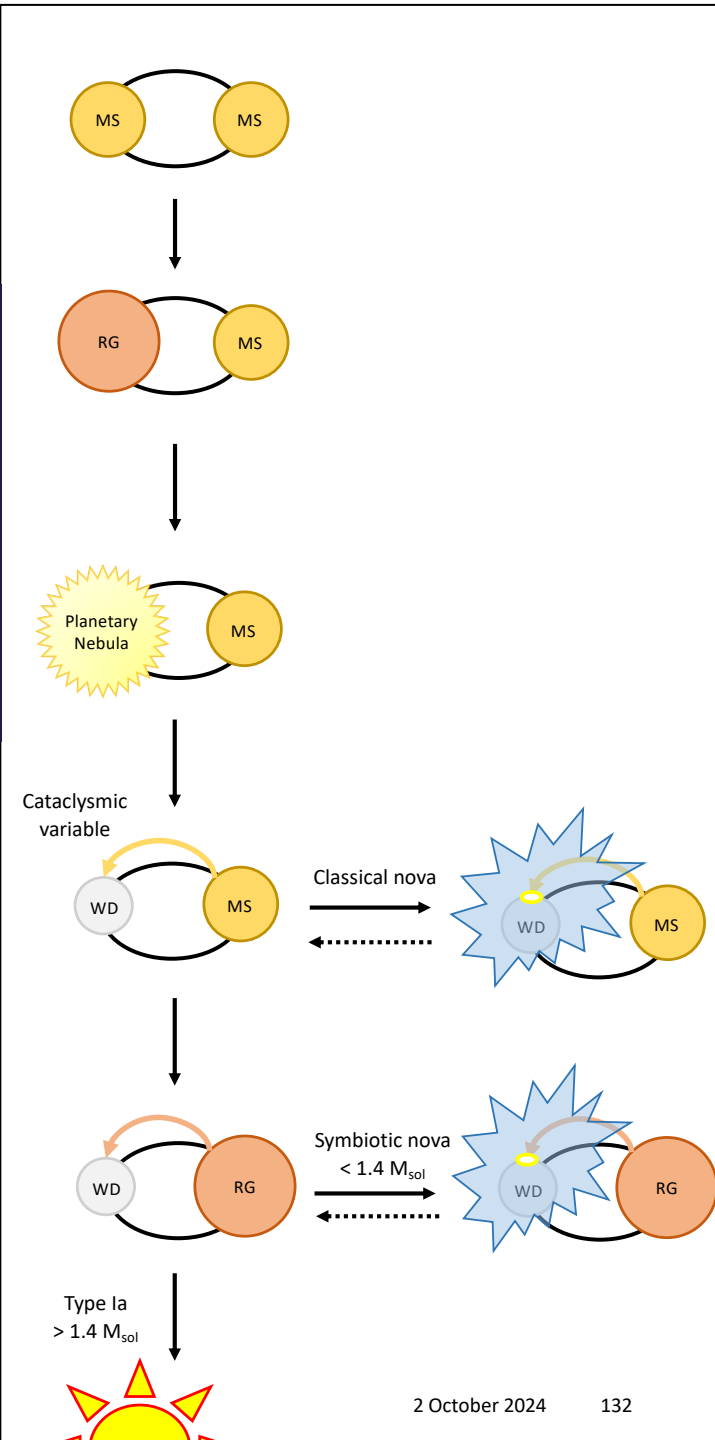 MS
MS
RG
MS
Planetary
Nebula
MS
Cataclysmic
variable
WD
MS
Classical nova
WD
MS
WD
RG
Symbiotic nova
< 1.4 Msol
WD
RG
Type Ia
> 1.4 Msol
2 October 2024
132